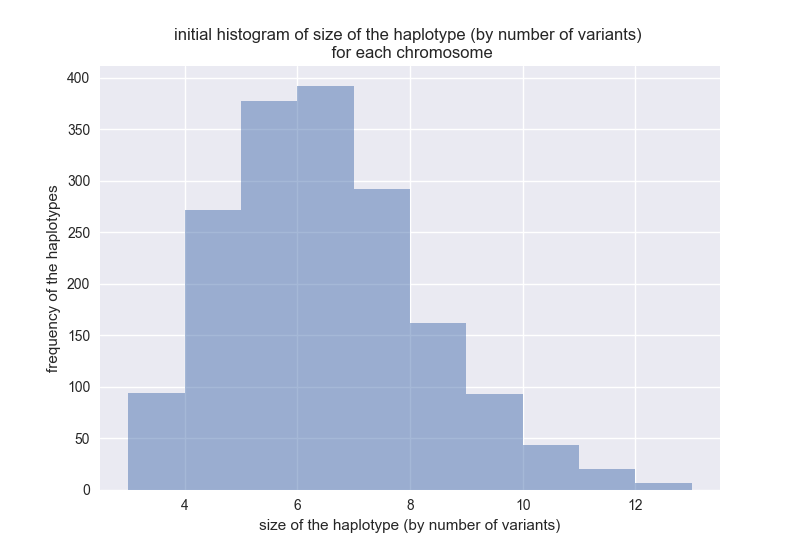 initial histogram of size of the haplotype (by number of variants)
for each chromosome
400
350
300
250
200
150
100
50
0
frequency of the haplotypes
4 6 8 10 12
size of the haplotype (by number of variants)